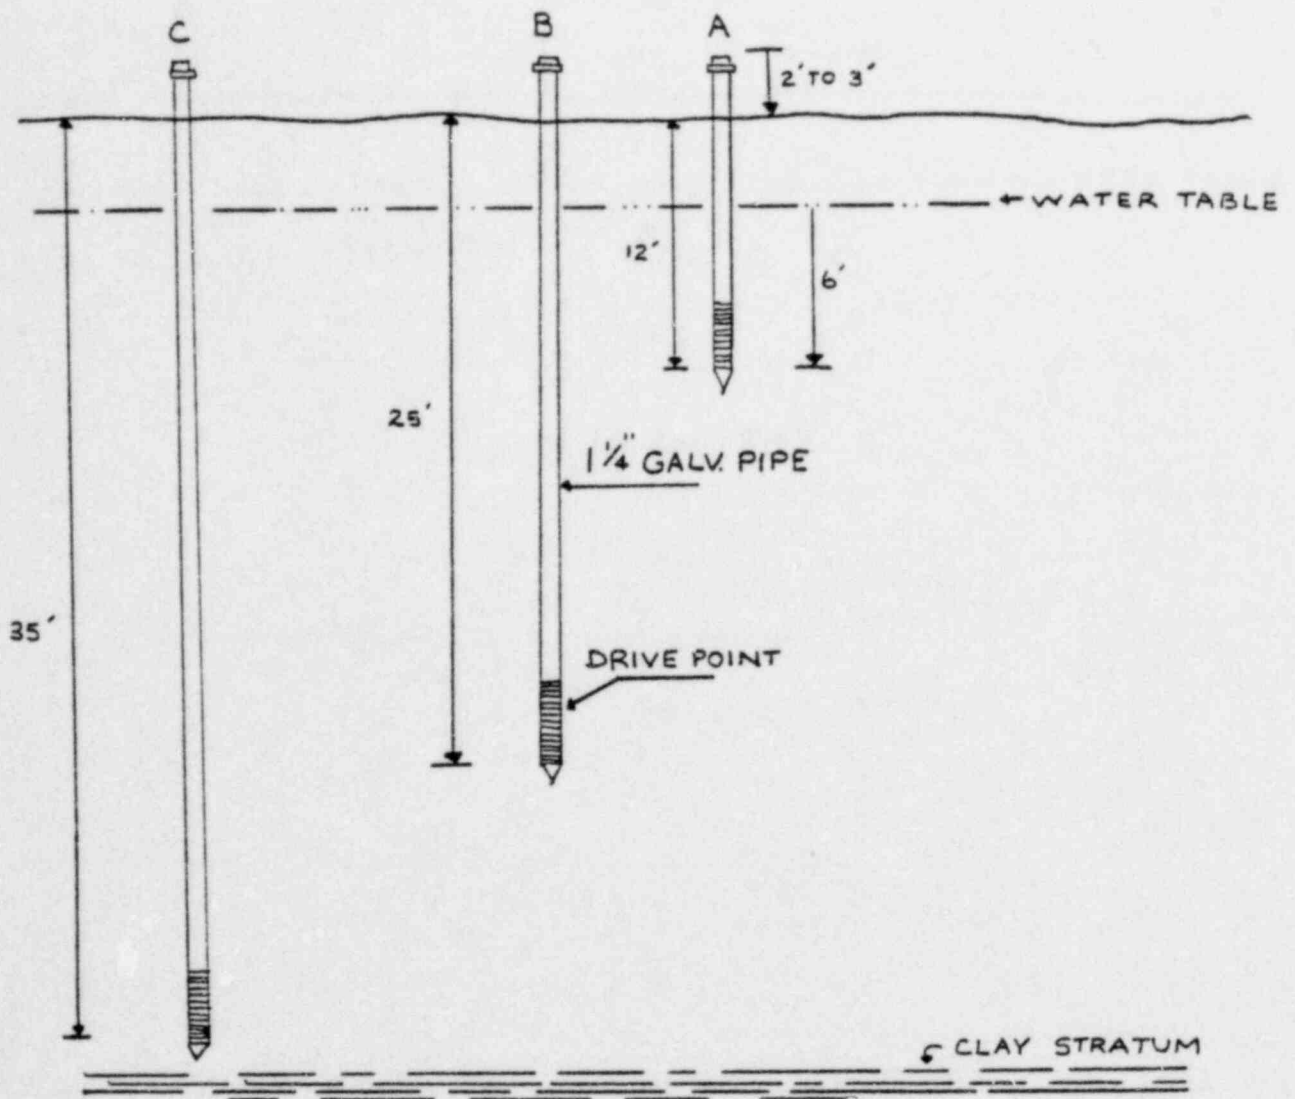 C
B
A
2' TO 3'
WATER TABLE
12'
6'
25'
1 1/4" GALV. PIPE
35'
DRIVE POINT
CLAY STRATUM